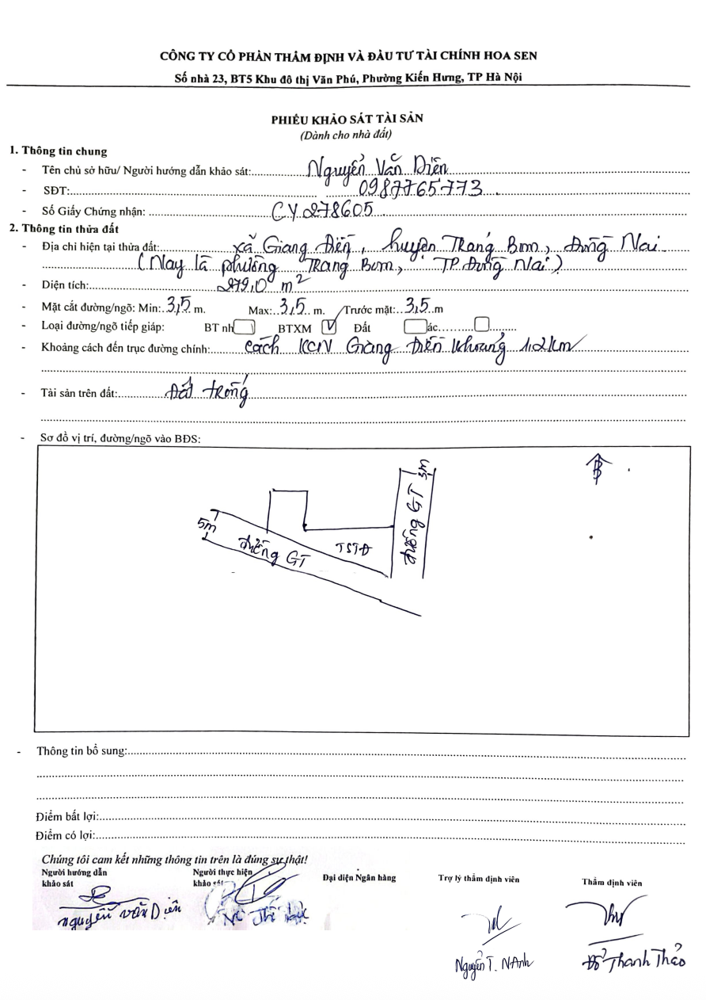 CÔNG TY CỔ PHẦN THẨM ĐỊNH VÀ ĐẦU TƯ TÀI CHÍNH HOA SEN
Số nhà 23, BT5 Khu đô thị Văn Phú, Phường Kiến Hưng, TP Hà Nội
PHIẾU KHẢO SÁT TÀI SẢN
(Dành cho nhà đất)
1. Thông tin chung
- Tên chủ sở hữu/ Người hướng dẫn khảo sát: Nguyễn Văn Diên
- SĐT: 0987765773
- Số Giấy Chứng nhận: CY 278605
2. Thông tin thửa đất
- Địa chỉ hiện tại thửa đất: xã Giang Điền, huyện Trảng Bom, Đồng Nai
(Nay là phường Trảng Bom, TP Đồng Nai)
- Diện tích: 279,0 m²
- Mặt cắt đường/ngõ: Min: 3,5 m. Max: 3,5 m. Trước mặt: 3,5 m
- Loại đường/ngõ tiếp giáp: BT nh BTXM ☑ Đất ác
- Khoảng cách đến trục đường chính: cách KCN Giang Điền khoảng 1,2km
- Tài sản trên đất: Đất trống
- Sơ đồ vị trí, đường/ngõ vào BĐS:
B
3m
đường GT
5m
đường GT
TSTĐ
- Thông tin bổ sung:
Điểm bất lợi:
Điểm có lợi:
Chúng tôi cam kết những thông tin trên là đúng sự thật!
Người hướng dẫn khảo sát
Người thực hiện khảo sát
Đại diện Ngân hàng
Trợ lý thẩm định viên
Thẩm định viên
Nguyễn Văn Diên
Nguyễn T. N Anh
Đỗ Thanh Thảo